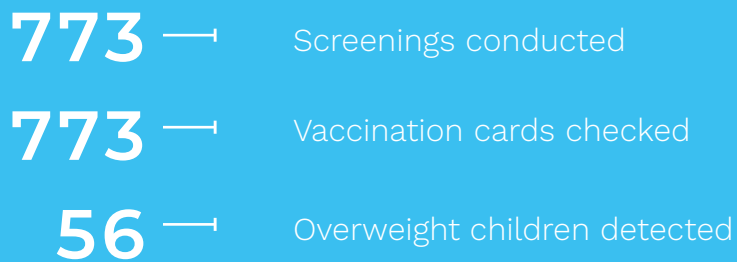 773 Screenings conducted
773 Vaccination cards checked
56 Overweight children detected